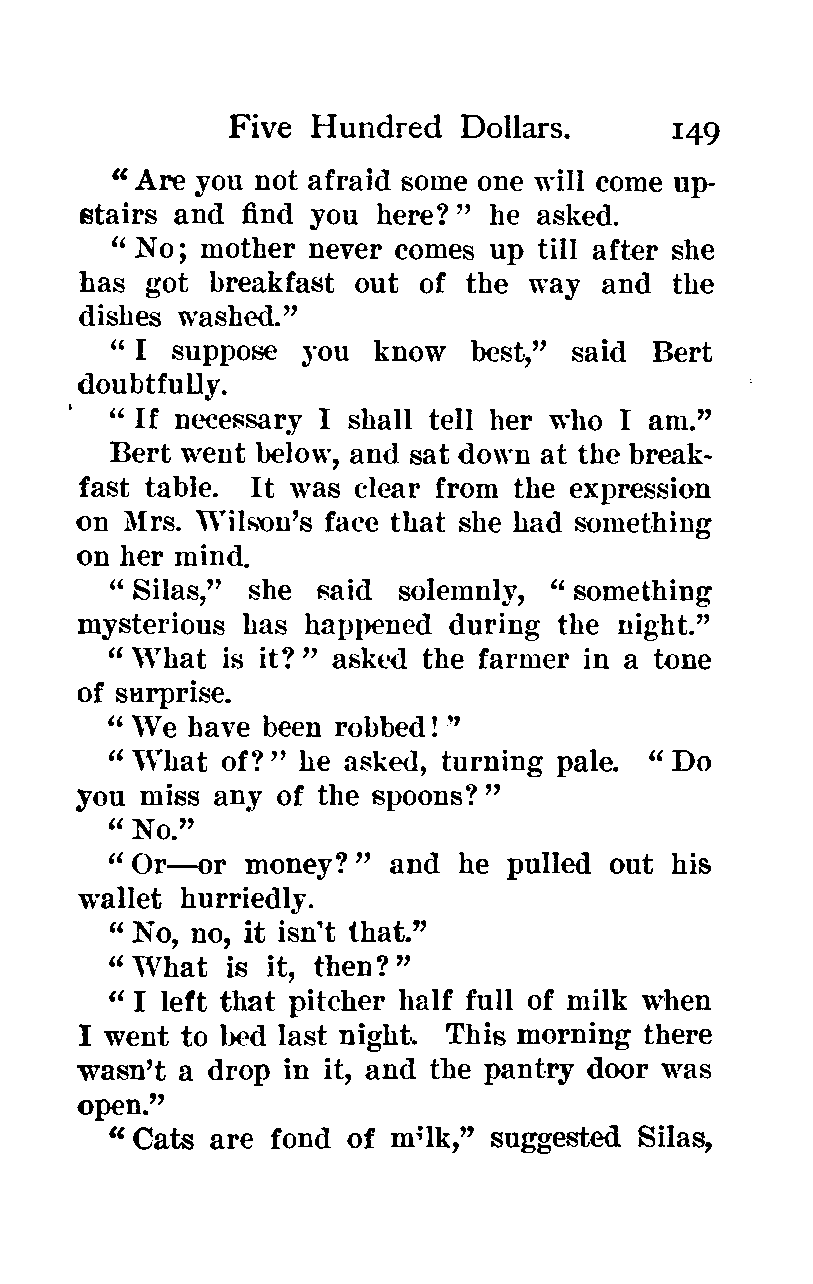 Five Hundred Dollars. 149
“ Are you not afraid some one will come up-
stairs and find you here? ” he asked.
“ No; mother never comes up till after she
has got breakfast out of the way and the
dishes washed.”
“ I suppose you know best,” said Bert
doubtfully.
“ If necessary I shall tell her who I am.”
Bert went below, and sat down at the break-
fast table. It was clear from the expression
on Mrs. Wilson’s face that she had something
on her mind.
“ Silas,” she said solemnly, “ something
mysterious has happened during the night.”
“ What is it? ” asked the farmer in a tone
of surprise.
“ We have been robbed! ”
“ What of? ” he asked, turning pale. “ Do
you miss any of the spoons? ”
“ No.”
“ Or—or money? ” and he pulled out his
wallet hurriedly.
“ No, no, it isn’t that.”
“ What is it, then? ”
“ I left that pitcher half full of milk when
I went to bed last night. This morning there
wasn’t a drop in it, and the pantry door was
open.”
“ Cats are fond of milk,” suggested Silas,